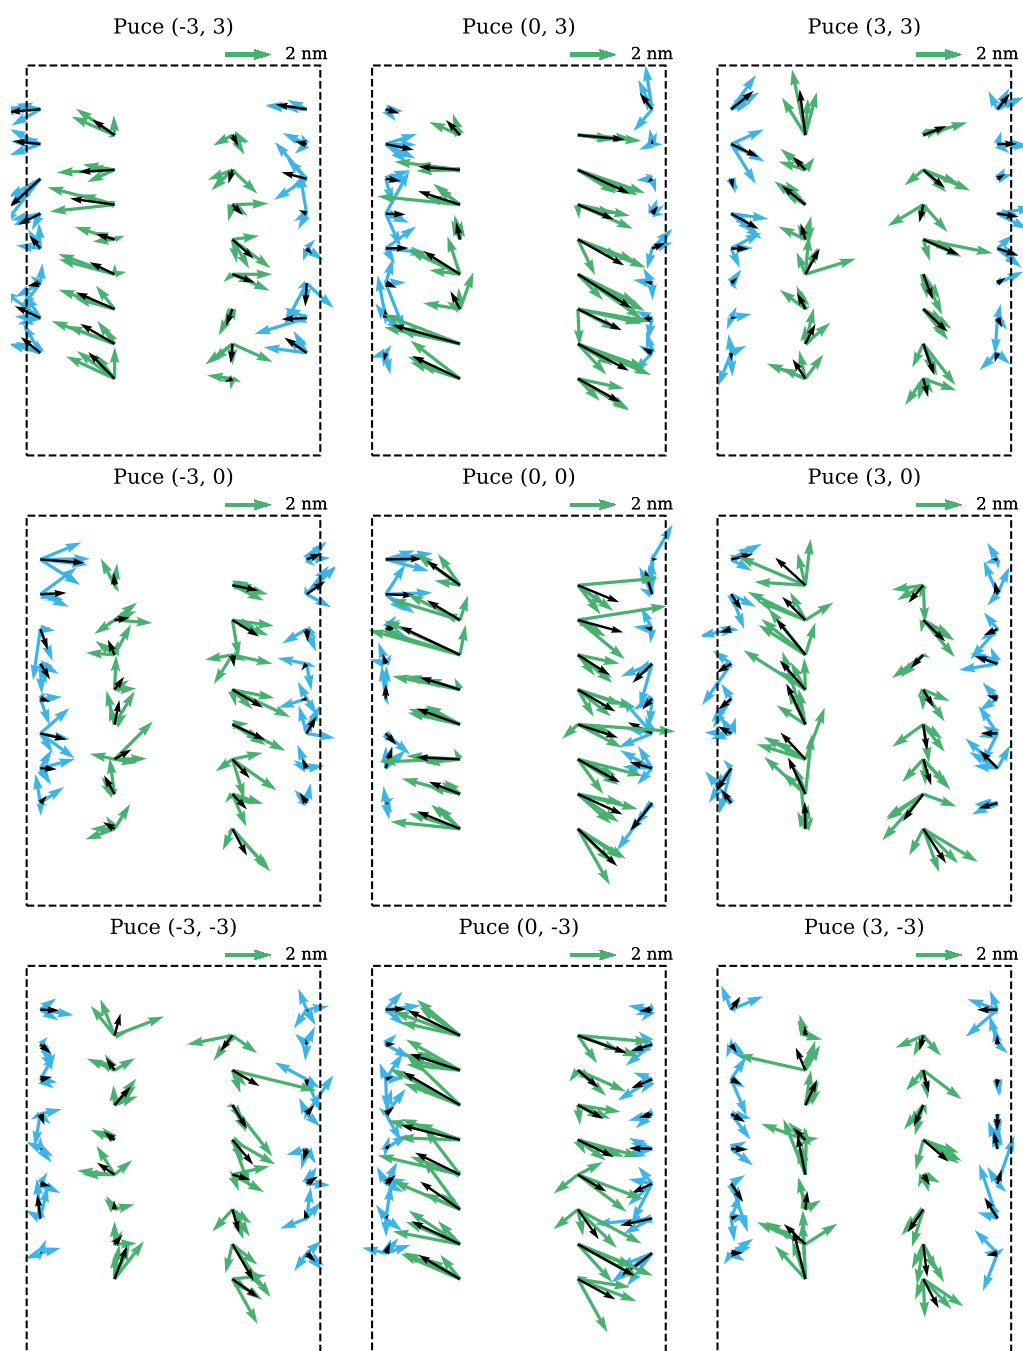 Puce (-3, 3) Puce (0, 3) Puce (3, 3)
2 nm 2 nm 2 nm
Puce (-3, 0) Puce (0, 0) Puce (3, 0)
2 nm 2 nm 2 nm
Puce (-3, -3) Puce (0, -3) Puce (3, -3)
2 nm 2 nm 2 nm